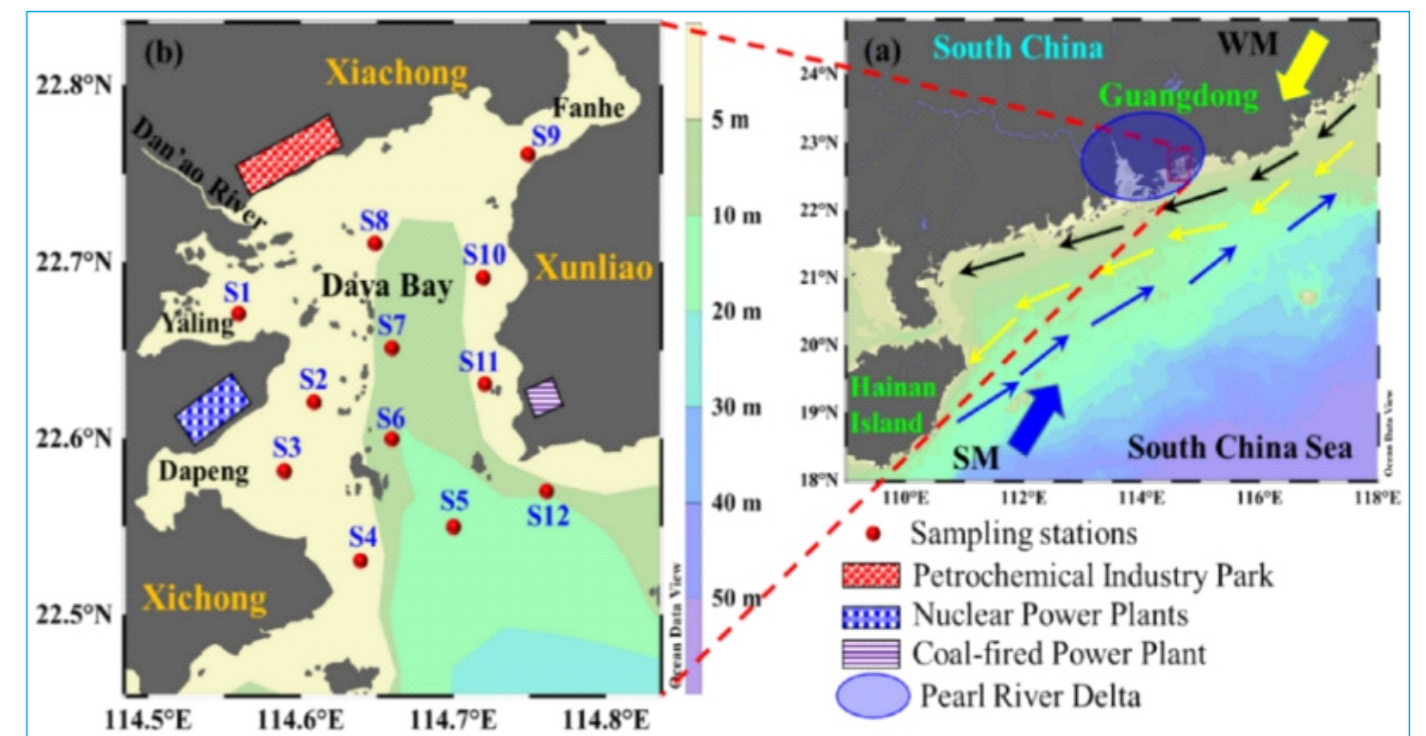 (b)
Xiachong
Fanhe
22.8°N
Dan'ao River
S9
S8
S10
22.7°N
Xunliao
Daya Bay
S1
Yaling
S7
S11
S2
S6
22.6°N
S3
Dapeng
S5
S12
S4
Xichong
22.5°N
114.5°E
114.6°E
114.7°E
114.8°E
5 m
10 m
20 m
30 m
40 m
50 m
Ocean Data View
(a)
South China
WM
24°N
Guangdong
23°N
22°N
21°N
20°N
Hainan
Island
19°N
SM
South China Sea
18°N
110°E
112°E
114°E
116°E
118°E
Ocean Data View
Sampling stations
Petrochemical Industry Park
Nuclear Power Plants
Coal-fired Power Plant
Pearl River Delta